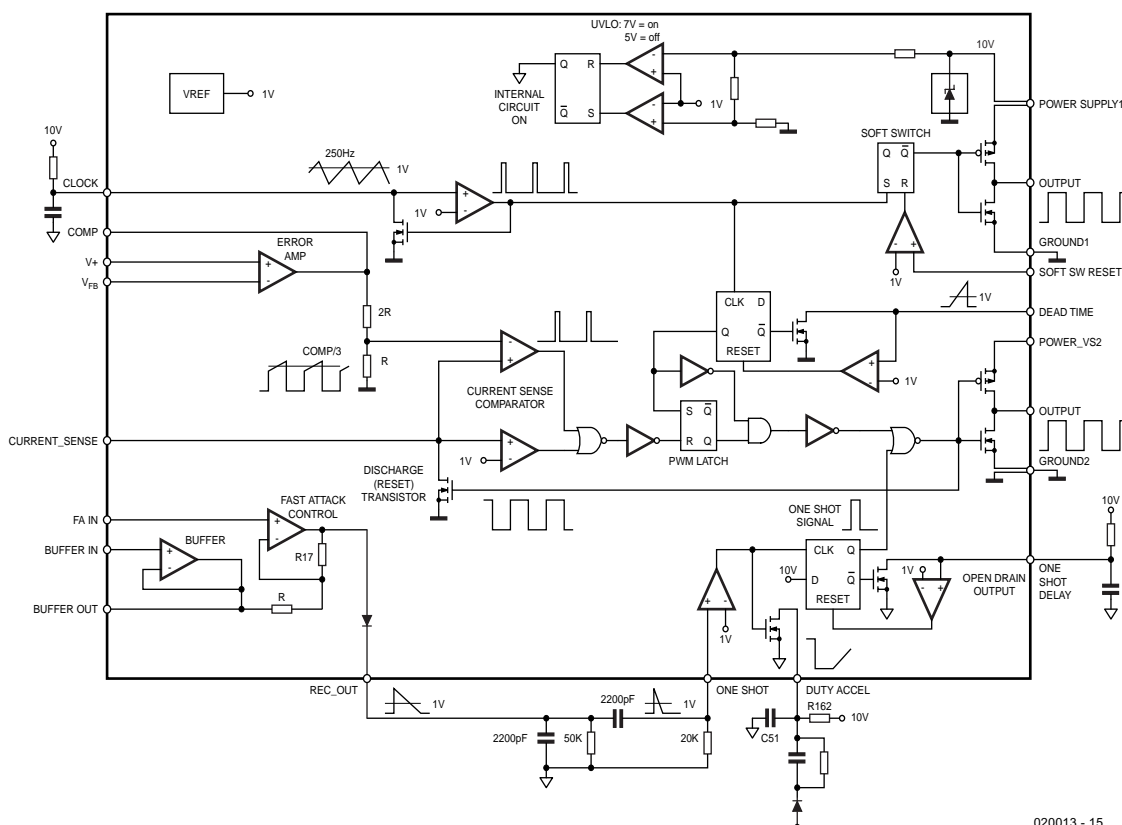 UVLO: 7V = on
5V = off
10V
VREF
1V
Q
R
Q
S
-
+
-
+
1V
INTERNAL
CIRCUIT
ON
POWER SUPPLY1
SOFT SWITCH
Q
Q
S
R
10V
250Hz
1V
CLOCK
+
-
1V
OUTPUT
COMP
ERROR
AMP
V+
VFB
+
-
-
+
1V
GROUND1
SOFT SW RESET
2R
CLK
D
Q
Q
RESET
1V
DEAD TIME
POWER_VS2
COMP/3
R
-
+
+
-
1V
CURRENT SENSE
COMPARATOR
S
Q
R
Q
PWM LATCH
OUTPUT
CURRENT_SENSE
+
-
1V
GROUND2
DISCHARGE
(RESET)
TRANSISTOR
10V
FA IN
FAST ATTACK
CONTROL
+
-
ONE SHOT
SIGNAL
BUFFER IN
BUFFER
+
-
R17
CLK
Q
10V
D
Q
RESET
1V
-
+
OPEN DRAIN
OUTPUT
ONE
SHOT
DELAY
BUFFER OUT
R
+
-
1V
REC_OUT
1V
ONE SHOT
DUTY ACCEL
2200pF
1V
R162
10V
2200pF
50K
20K
C51
020013 - 15